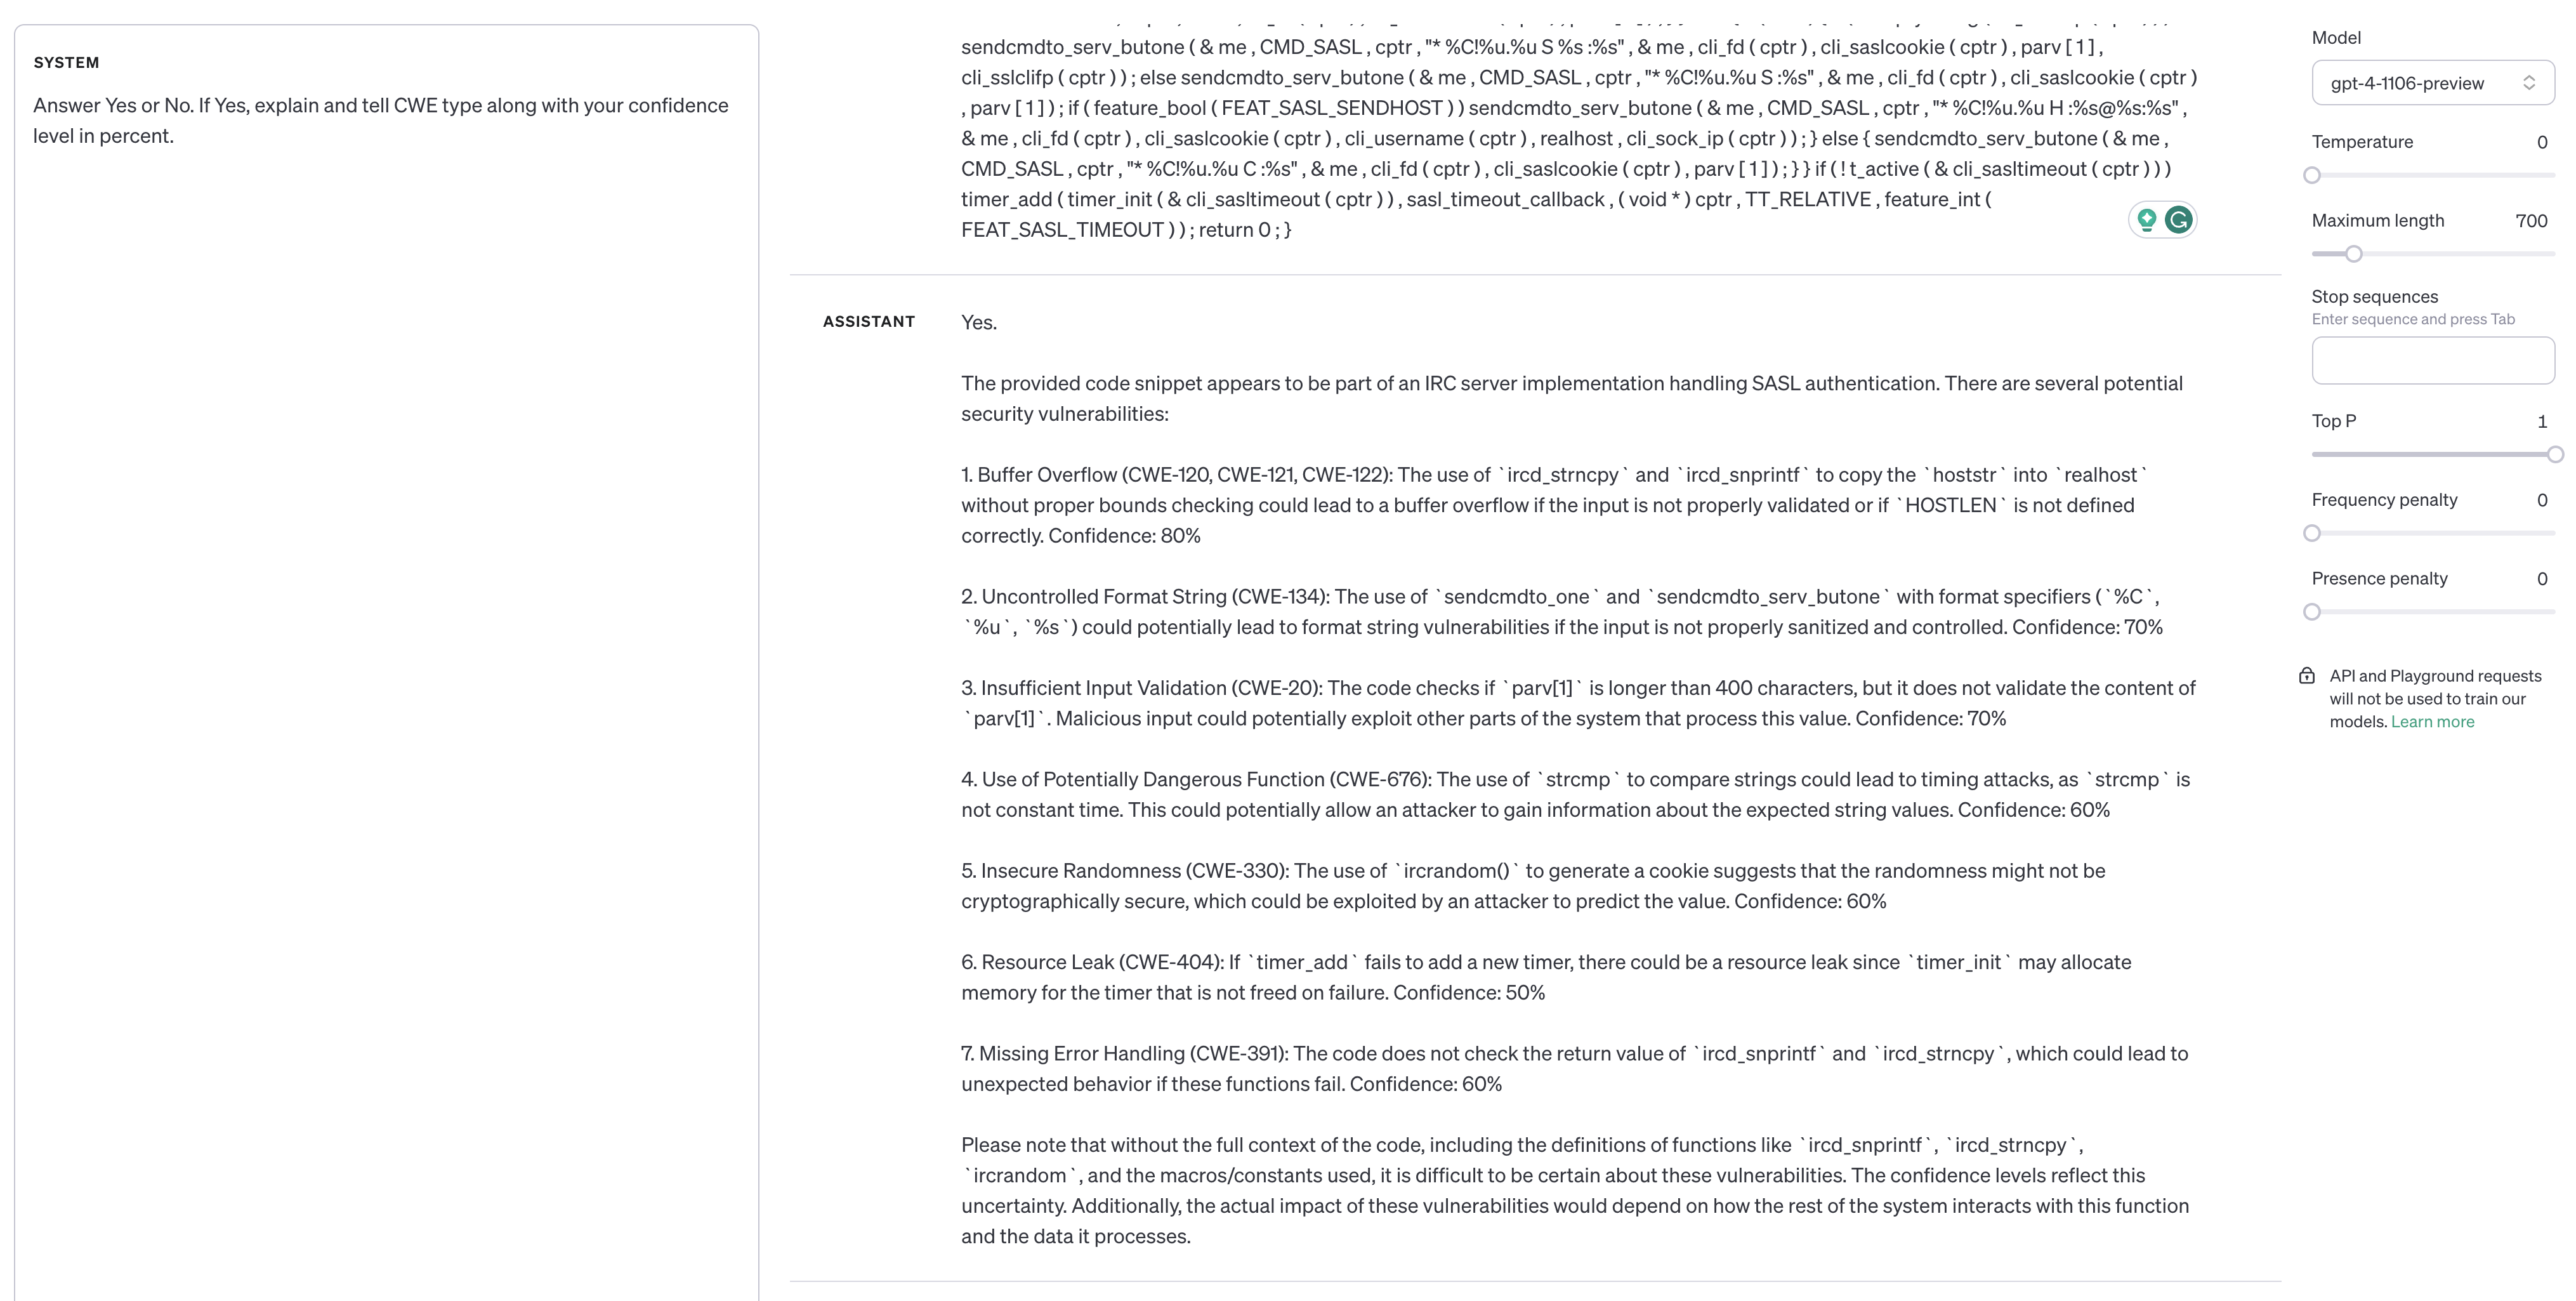 SYSTEM
Answer Yes or No. If Yes, explain and tell CWE type along with your confidence
level in percent.
sendcmdto_serv_butone ( & me , CMD_SASL , cptr , "* %C!%u.%u S %s :%s" , & me , cli_fd ( cptr ) , cli_saslcookie ( cptr ) , parv [ 1 ] ,
cli_sslclifp ( cptr ) ) ; else sendcmdto_serv_butone ( & me , CMD_SASL , cptr , "* %C!%u.%u S :%s" , & me , cli_fd ( cptr ) , cli_saslcookie ( cptr )
, parv [ 1 ] ) ; if ( feature_bool ( FEAT_SASL_SENDHOST ) ) sendcmdto_serv_butone ( & me , CMD_SASL , cptr , "* %C!%u.%u H :%s@%s:%s" ,
& me , cli_fd ( cptr ) , cli_saslcookie ( cptr ) , cli_username ( cptr ) , realhost , cli_sock_ip ( cptr ) ) ; } else { sendcmdto_serv_butone ( & me ,
CMD_SASL , cptr , "* %C!%u.%u C :%s" , & me , cli_fd ( cptr ) , cli_saslcookie ( cptr ) , parv [ 1 ] ) ; } } if ( ! t_active ( & cli_sasltimeout ( cptr ) ) )
timer_add ( timer_init ( & cli_sasltimeout ( cptr ) ) , sasl_timeout_callback , ( void * ) cptr , TT_RELATIVE , feature_int (
FEAT_SASL_TIMEOUT ) ) ; return 0 ; }
ASSISTANT
Yes.
The provided code snippet appears to be part of an IRC server implementation handling SASL authentication. There are several potential
security vulnerabilities:
1. Buffer Overflow (CWE-120, CWE-121, CWE-122): The use of `ircd_strncpy` and `ircd_snprintf` to copy the `hoststr` into `realhost`
without proper bounds checking could lead to a buffer overflow if the input is not properly validated or if `HOSTLEN` is not defined
correctly. Confidence: 80%
2. Uncontrolled Format String (CWE-134): The use of `sendcmdto_one` and `sendcmdto_serv_butone` with format specifiers (`%C`,
`%u`, `%s`) could potentially lead to format string vulnerabilities if the input is not properly sanitized and controlled. Confidence: 70%
3. Insufficient Input Validation (CWE-20): The code checks if `parv[1]` is longer than 400 characters, but it does not validate the content of
`parv[1]`. Malicious input could potentially exploit other parts of the system that process this value. Confidence: 70%
4. Use of Potentially Dangerous Function (CWE-676): The use of `strcmp` to compare strings could lead to timing attacks, as `strcmp` is
not constant time. This could potentially allow an attacker to gain information about the expected string values. Confidence: 60%
5. Insecure Randomness (CWE-330): The use of `ircrandom()` to generate a cookie suggests that the randomness might not be
cryptographically secure, which could be exploited by an attacker to predict the value. Confidence: 60%
6. Resource Leak (CWE-404): If `timer_add` fails to add a new timer, there could be a resource leak since `timer_init` may allocate
memory for the timer that is not freed on failure. Confidence: 50%
7. Missing Error Handling (CWE-391): The code does not check the return value of `ircd_snprintf` and `ircd_strncpy`, which could lead to
unexpected behavior if these functions fail. Confidence: 60%
Please note that without the full context of the code, including the definitions of functions like `ircd_snprintf`, `ircd_strncpy`,
`ircrandom`, and the macros/constants used, it is difficult to be certain about these vulnerabilities. The confidence levels reflect this
uncertainty. Additionally, the actual impact of these vulnerabilities would depend on how the rest of the system interacts with this function
and the data it processes.
Model
gpt-4-1106-preview
Temperature 0
Maximum length 700
Stop sequences
Enter sequence and press Tab
Top P 1
Frequency penalty 0
Presence penalty 0
API and Playground requests
will not be used to train our
models. Learn more